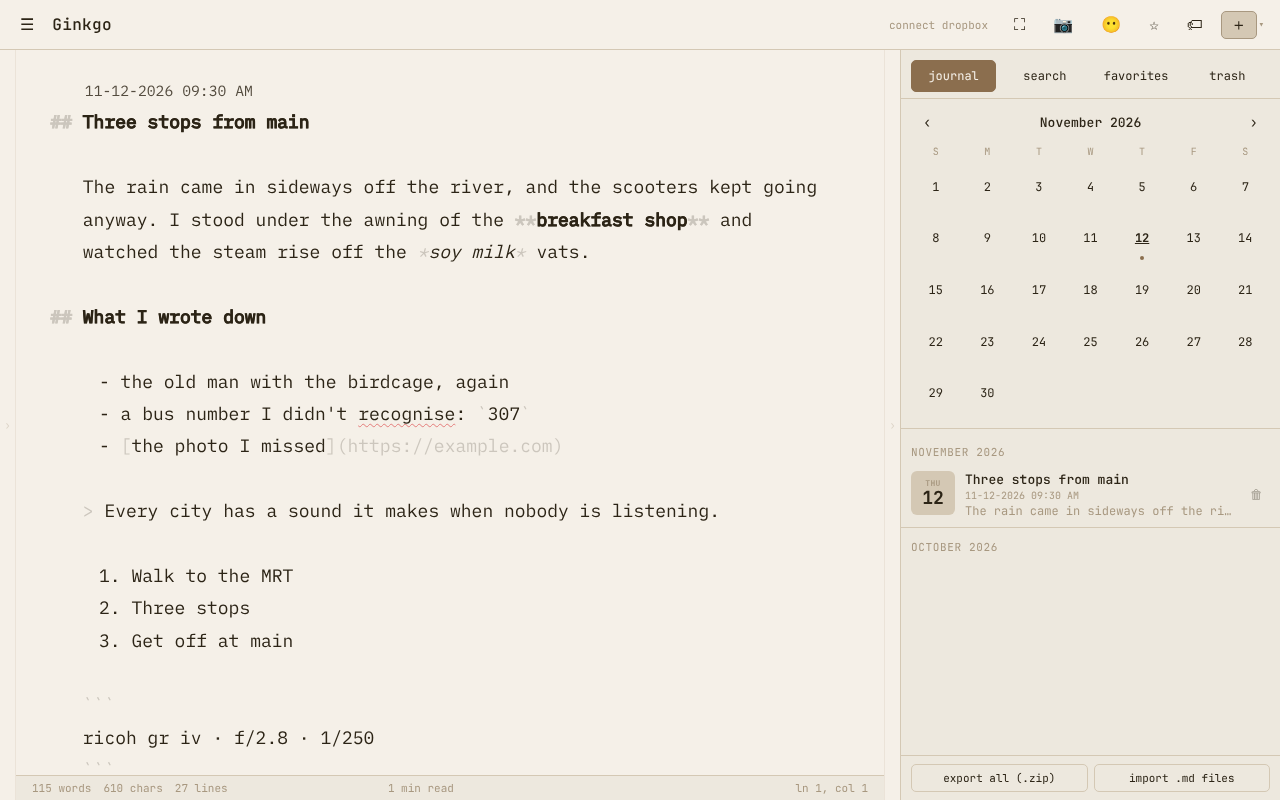 ☰ Ginkgo
connect dropbox
+
11-12-2026 09:30 AM
## Three stops from main
The rain came in sideways off the river, and the scooters kept going
anyway. I stood under the awning of the **breakfast shop** and
watched the steam rise off the *soy milk* vats.
## What I wrote down
- the old man with the birdcage, again
- a bus number I didn't recognise: `307`
- [the photo I missed](https://example.com)
> Every city has a sound it makes when nobody is listening.
1. Walk to the MRT
2. Three stops
3. Get off at main
```
ricoh gr iv · f/2.8 · 1/250
```
115 words 610 chars 27 lines
1 min read
ln 1, col 1
journal search favorites trash
‹ November 2026 ›
S M T W T F S
1 2 3 4 5 6 7
8 9 10 11 12 13 14
15 16 17 18 19 20 21
22 23 24 25 26 27 28
29 30
NOVEMBER 2026
THU
12
Three stops from main
11-12-2026 09:30 AM
The rain came in sideways off the ri…
OCTOBER 2026
export all (.zip)
import .md files